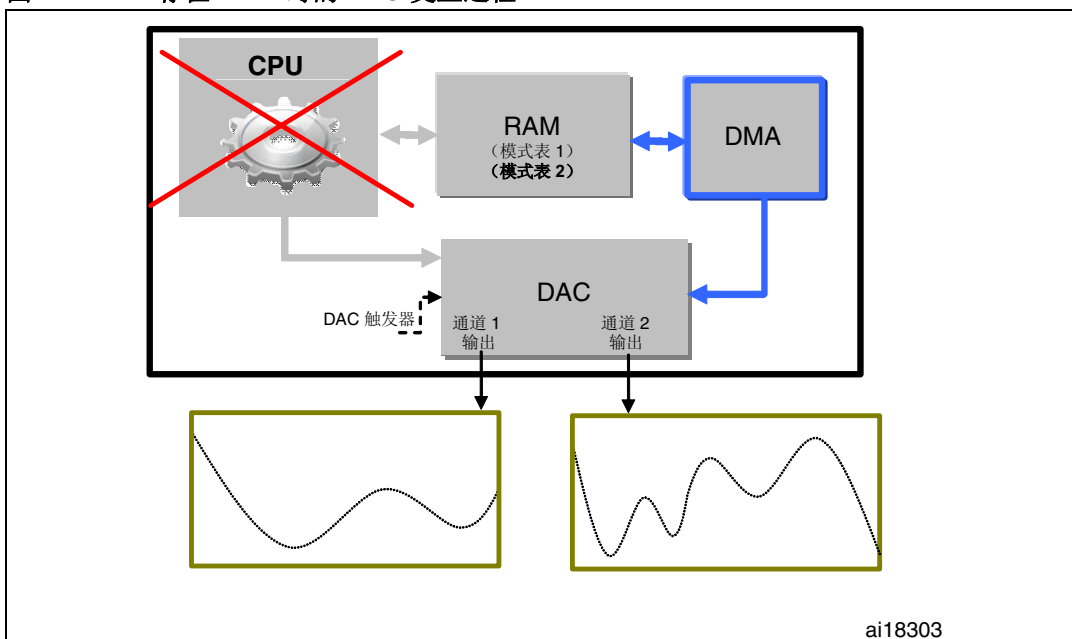 CPU
RAM
(模式表 1)
(模式表 2)
DMA
DAC
DAC 触发器
通道 1
输出
通道 2
输出
ai18303